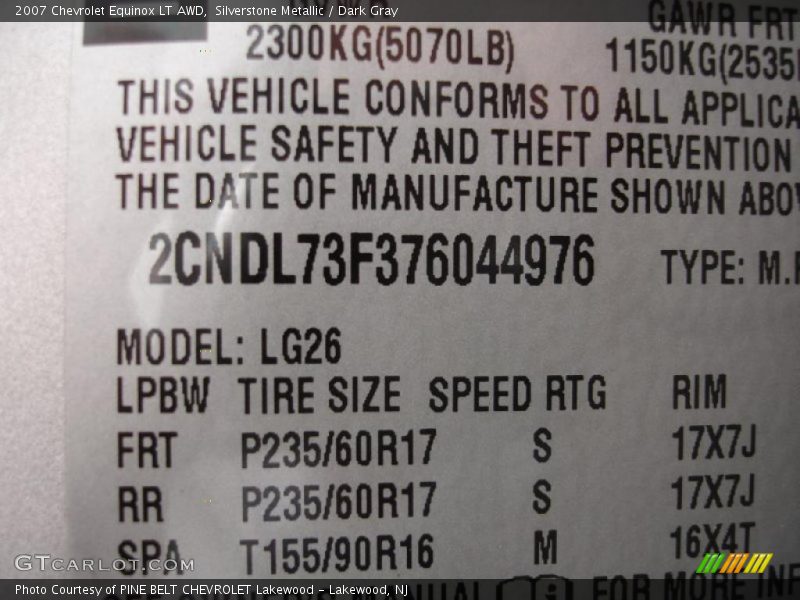 2007 Chevrolet Equinox LT AWD, Silverstone Metallic / Dark Gray
GAWR FRT
2300KG(5070LB)
1150KG(2535
THIS VEHICLE CONFORMS TO ALL APPLICA
VEHICLE SAFETY AND THEFT PREVENTION
THE DATE OF MANUFACTURE SHOWN ABOV
2CNDL73F376044976 TYPE: M.
MODEL: LG26
LPBW TIRE SIZE SPEED RTG RIM
FRT P235/60R17 S 17X7J
RR P235/60R17 S 17X7J
SPA T155/90R16 M 16X4T
GTCARLOT.COM
FOR MORE INF
Photo Courtesy of PINE BELT CHEVROLET Lakewood - Lakewood, NJ